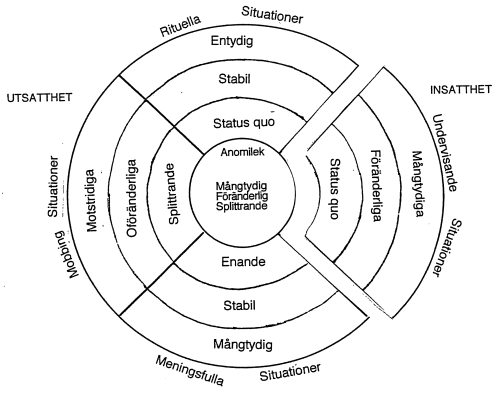 Rituella Situationer
Entydig
Stabil
Status quo
UTSATTHET
INSATTHET
Anomilek
Mångtydig
Föränderlig
Splittrande
Mobbing Situationer
Motstridiga
Oföränderliga
Splittrande
Status quo
Föränderliga
Mångtydiga
Undervisande Situationer
Enande
Stabil
Mångtydig
Meningsfulla Situationer